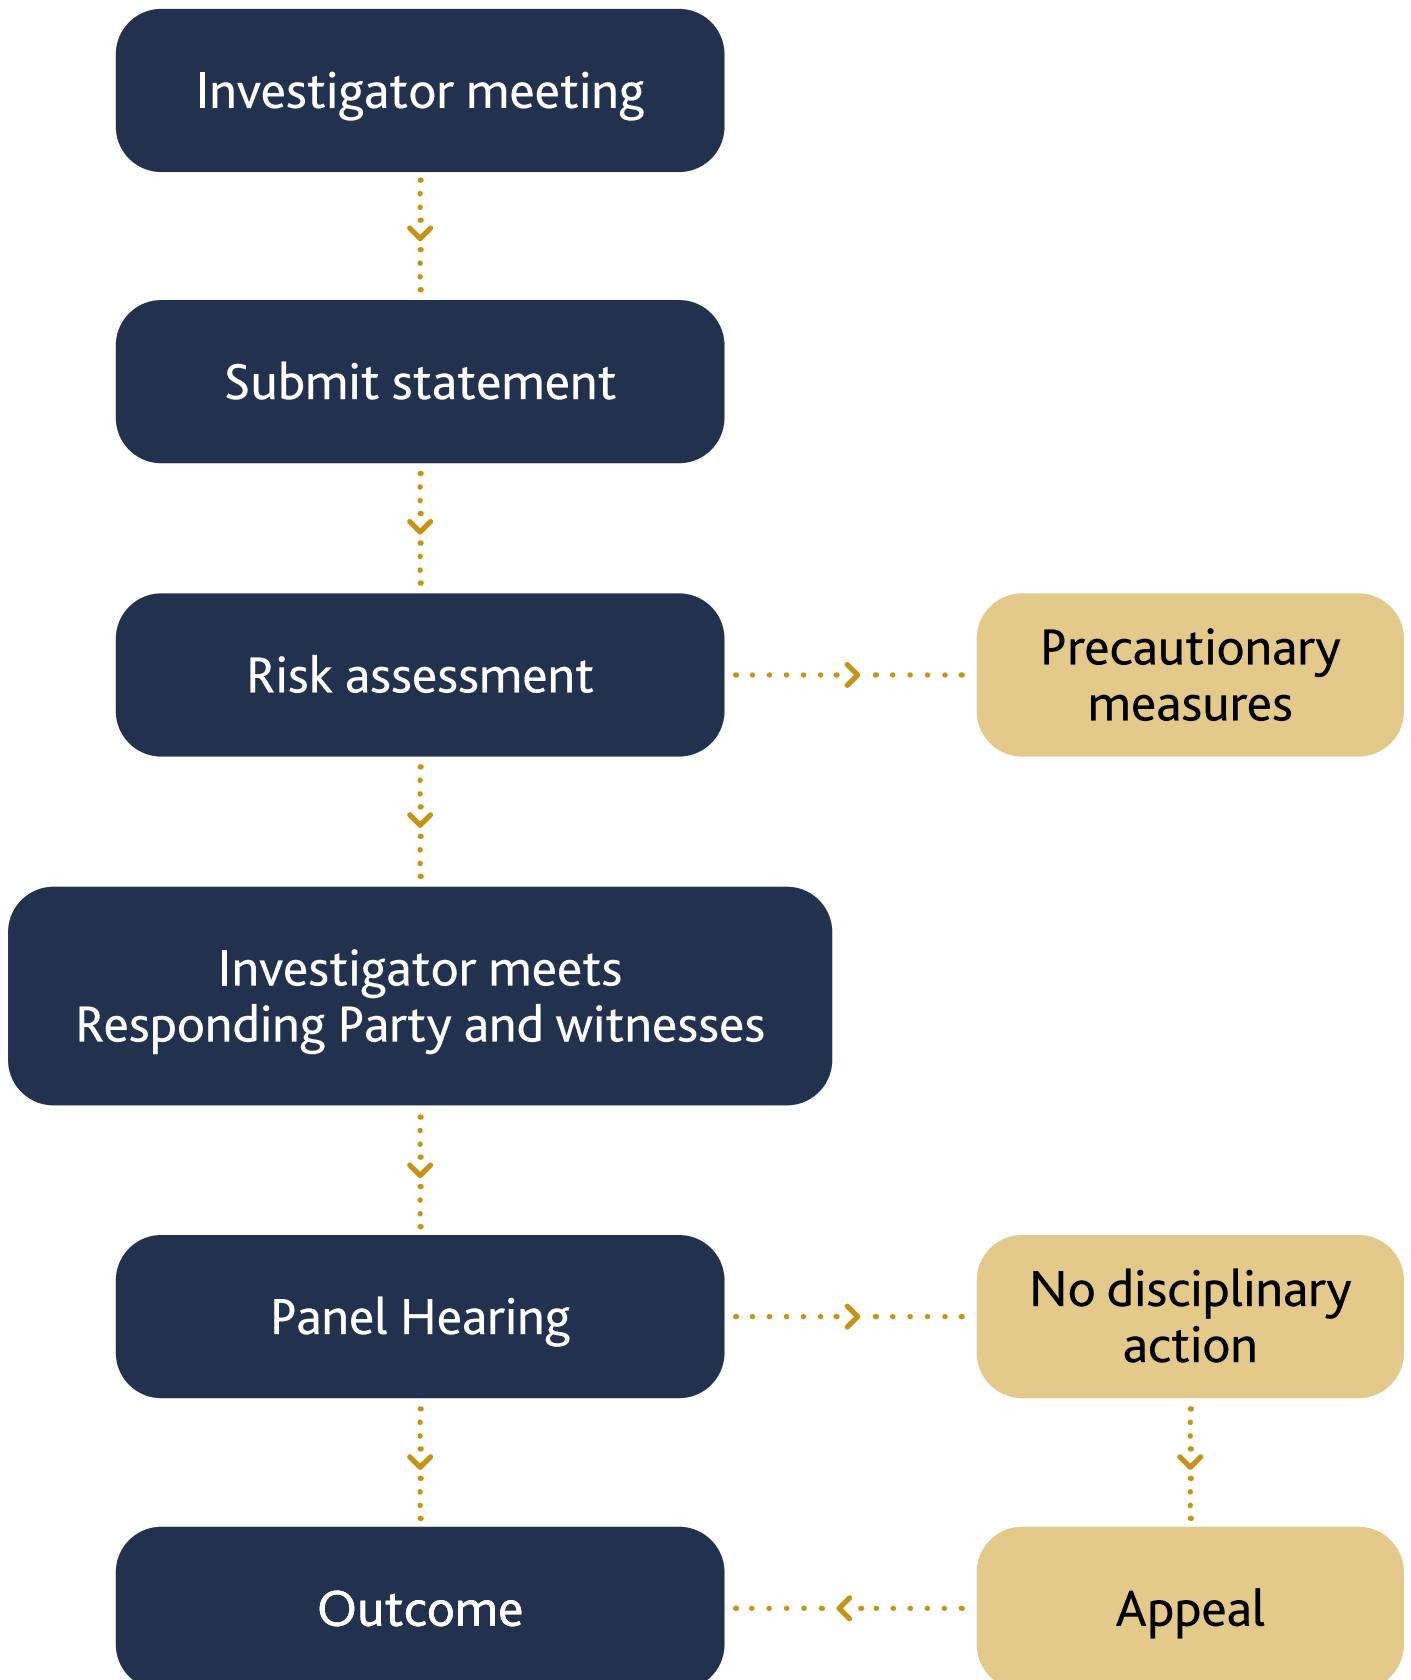 Investigator meeting
Submit statement
Risk assessment
Precautionary
measures
Investigator meets
Responding Party and witnesses
Panel Hearing
No disciplinary
action
Outcome
Appeal